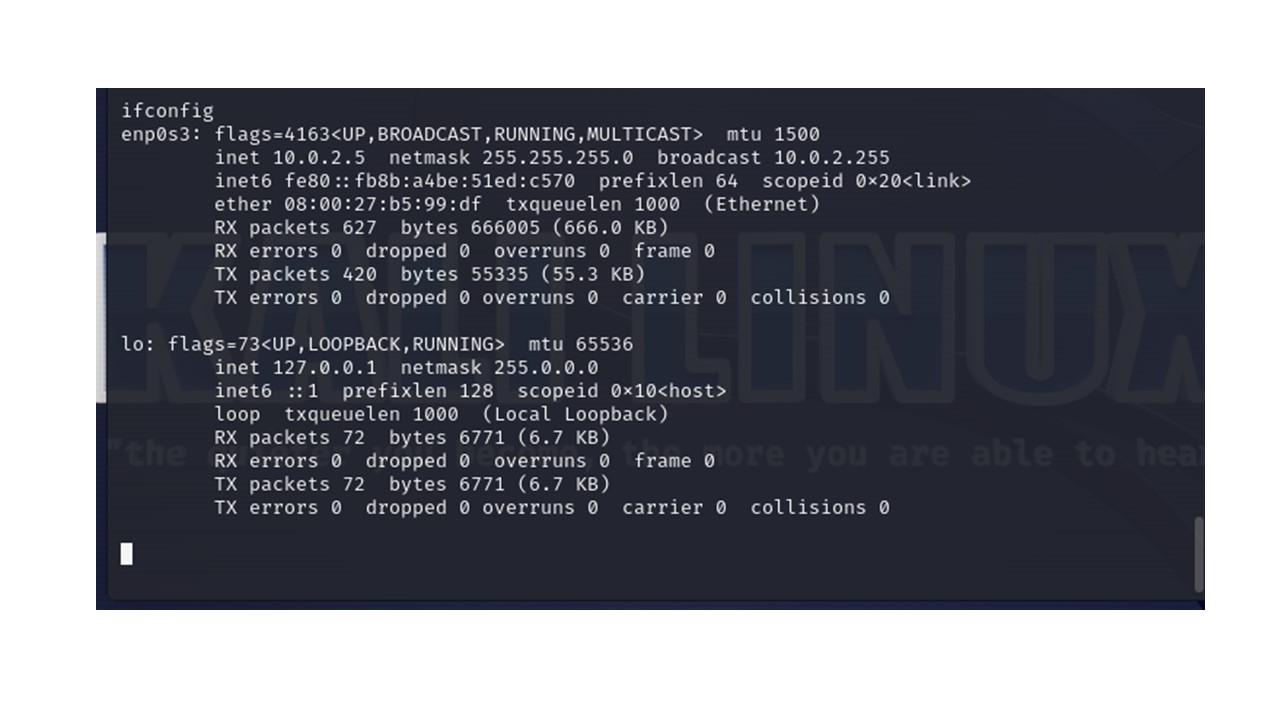 ifconfig
enp0s3: flags=4163<UP,BROADCAST,RUNNING,MULTICAST>  mtu 1500
        inet 10.0.2.5  netmask 255.255.255.0  broadcast 10.0.2.255
        inet6 fe80::fb8b:a4be:51ed:c570  prefixlen 64  scopeid 0×20<link>
        ether 08:00:27:b5:99:df  txqueuelen 1000  (Ethernet)
        RX packets 627  bytes 666005 (666.0 KB)
        RX errors 0  dropped 0  overruns 0  frame 0
        TX packets 420  bytes 55335 (55.3 KB)
        TX errors 0  dropped 0 overruns 0  carrier 0  collisions 0
lo: flags=73<UP,LOOPBACK,RUNNING>  mtu 65536
        inet 127.0.0.1  netmask 255.0.0.0
        inet6 ::1  prefixlen 128  scopeid 0×10<host>
        loop  txqueuelen 1000  (Local Loopback)
        RX packets 72  bytes 6771 (6.7 KB)
        RX errors 0  dropped 0  overruns 0  frame 0
        TX packets 72  bytes 6771 (6.7 KB)
        TX errors 0  dropped 0 overruns 0  carrier 0  collisions 0
KALI LINUX
"the more you are able to hear